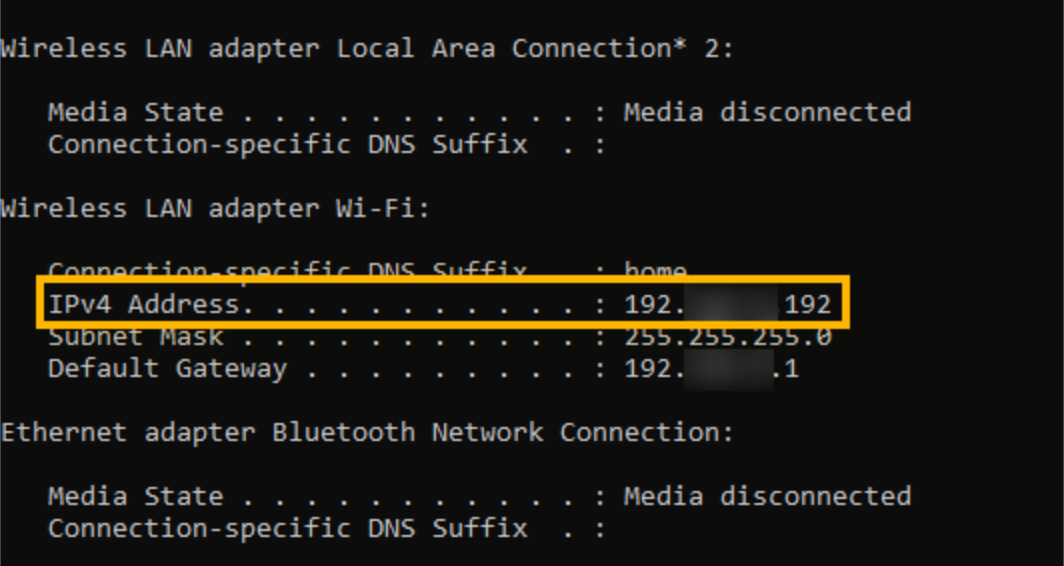 Wireless LAN adapter Local Area Connection* 2:
Media State . . . . . . . . . . . : Media disconnected
Connection-specific DNS Suffix  . :
Wireless LAN adapter Wi-Fi:
Connection-specific DNS Suffix  . : home
IPv4 Address. . . . . . . . . . . : 192. .192
Subnet Mask . . . . . . . . . . . : 255.255.255.0
Default Gateway . . . . . . . . . : 192. .1
Ethernet adapter Bluetooth Network Connection:
Media State . . . . . . . . . . . : Media disconnected
Connection-specific DNS Suffix  . :